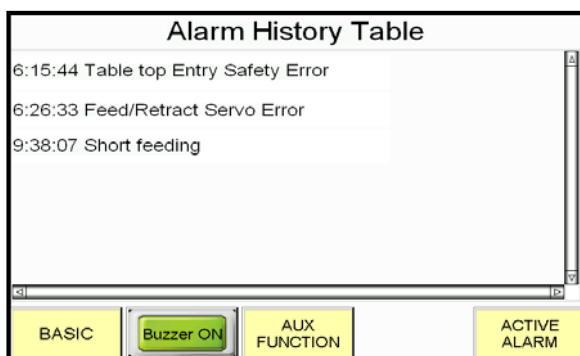 Alarm History Table
6:15:44 Table top Entry Safety Error
6:26:33 Feed/Retract Servo Error
9:38:07 Short feeding
BASIC
Buzzer ON
AUX
FUNCTION
ACTIVE
ALARM